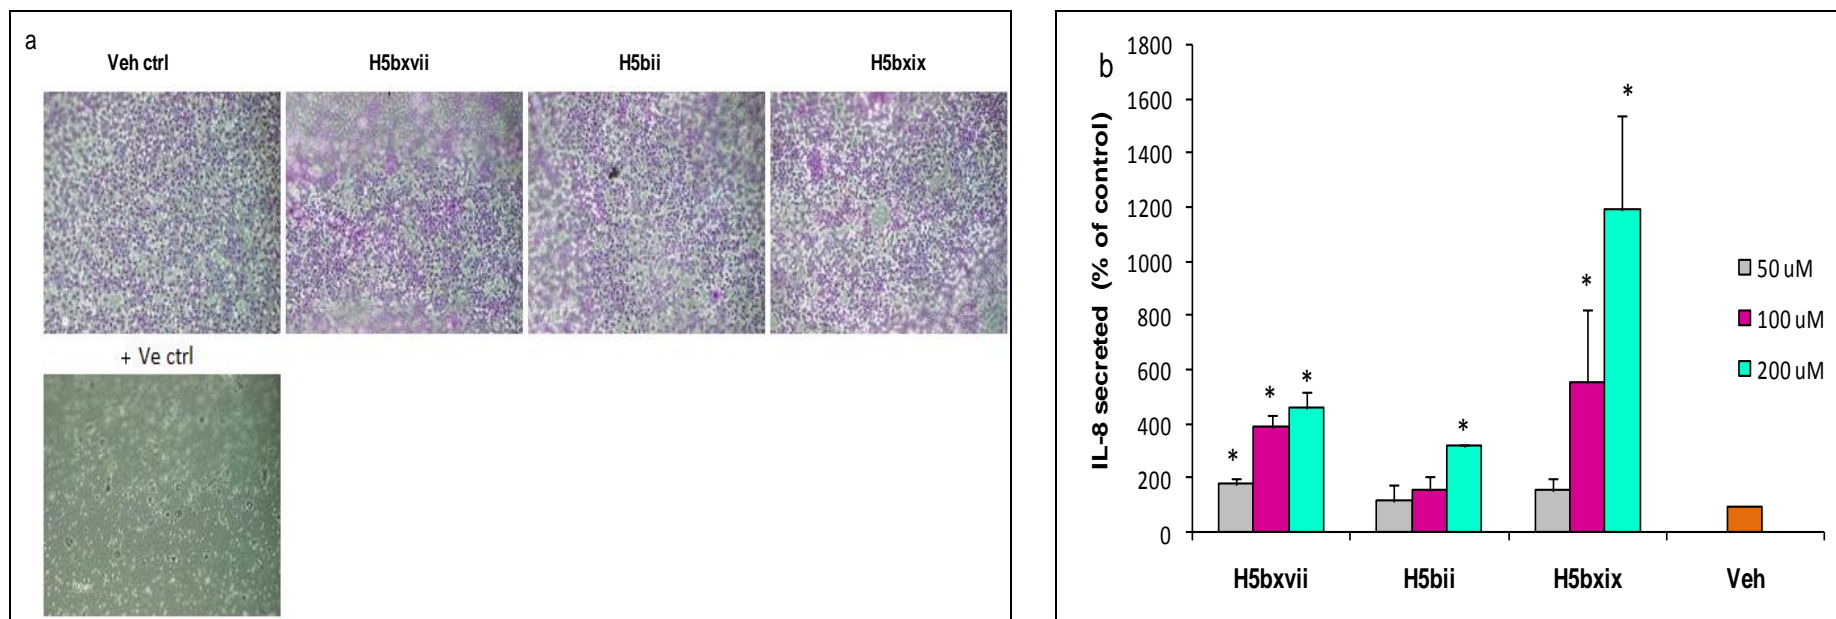 a
Veh ctrl
H5bxvii
H5bii
H5bxix
+ Ve ctrl
b
IL-8 secreted (% of control)
1800
1600
1400
1200
1000
800
600
400
200
0
*
*
*
*
*
*
50 uM
100 uM
200 uM
H5bxvii
H5bii
H5bxix
Veh